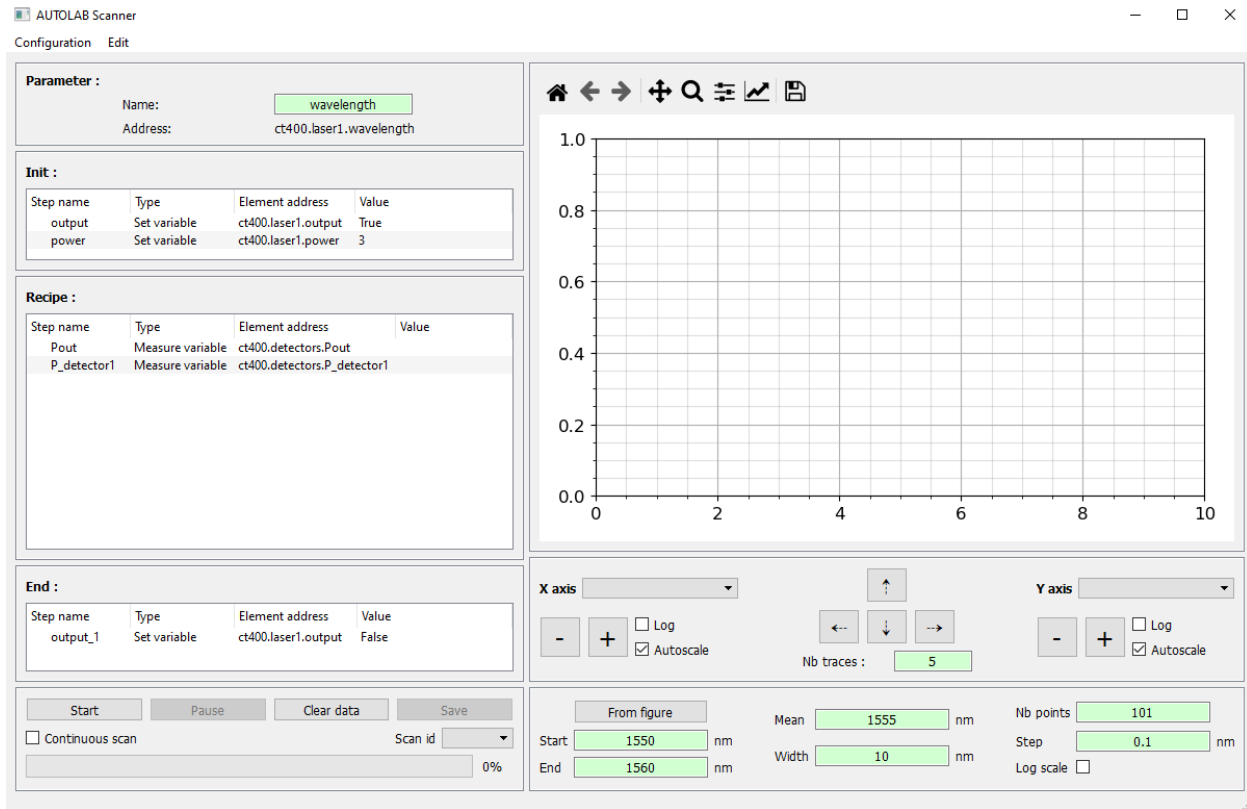 AUTOLAB Scanner
Configuration Edit
Parameter :
Name: wavelength
Address: ct400.laser1.wavelength
Init :
Step name Type Element address Value
output Set variable ct400.laser1.output True
power Set variable ct400.laser1.power 3
Recipe :
Step name Type Element address Value
Pout Measure variable ct400.detectors.Pout
P_detector1 Measure variable ct400.detectors.P_detector1
End :
Step name Type Element address Value
output_1 Set variable ct400.laser1.output False
Start Pause Clear data Save
Continuous scan Scan id
0%
1.0
0.8
0.6
0.4
0.2
0.0
0 2 4 6 8 10
X axis Y axis
- + Log - + Log
Autoscale Autoscale
Nb traces : 5
From figure
Start 1550 nm
End 1560 nm
Mean 1555 nm
Width 10 nm
Nb points 101
Step 0.1 nm
Log scale